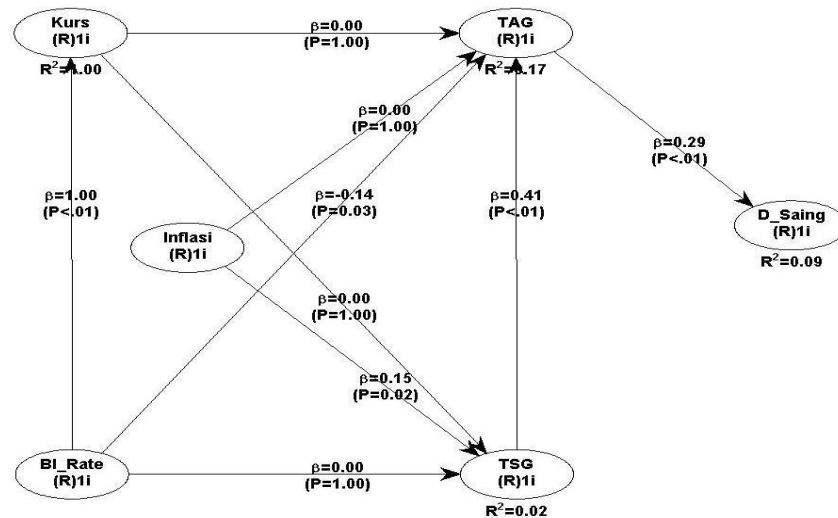 Kurs
(R)1i
R²=1.00
β=0.00
(P=1.00)
TAG
(R)1i
R²=0.17
β=0.00
(P=1.00)
β=1.00
(P<.01)
β=-0.14
(P=0.03)
β=0.41
(P<.01)
β=0.29
(P<.01)
D_Saing
(R)1i
R²=0.09
Inflasi
(R)1i
β=0.00
(P=1.00)
β=0.15
(P=0.02)
BI_Rate
(R)1i
β=0.00
(P=1.00)
TSG
(R)1i
R²=0.02